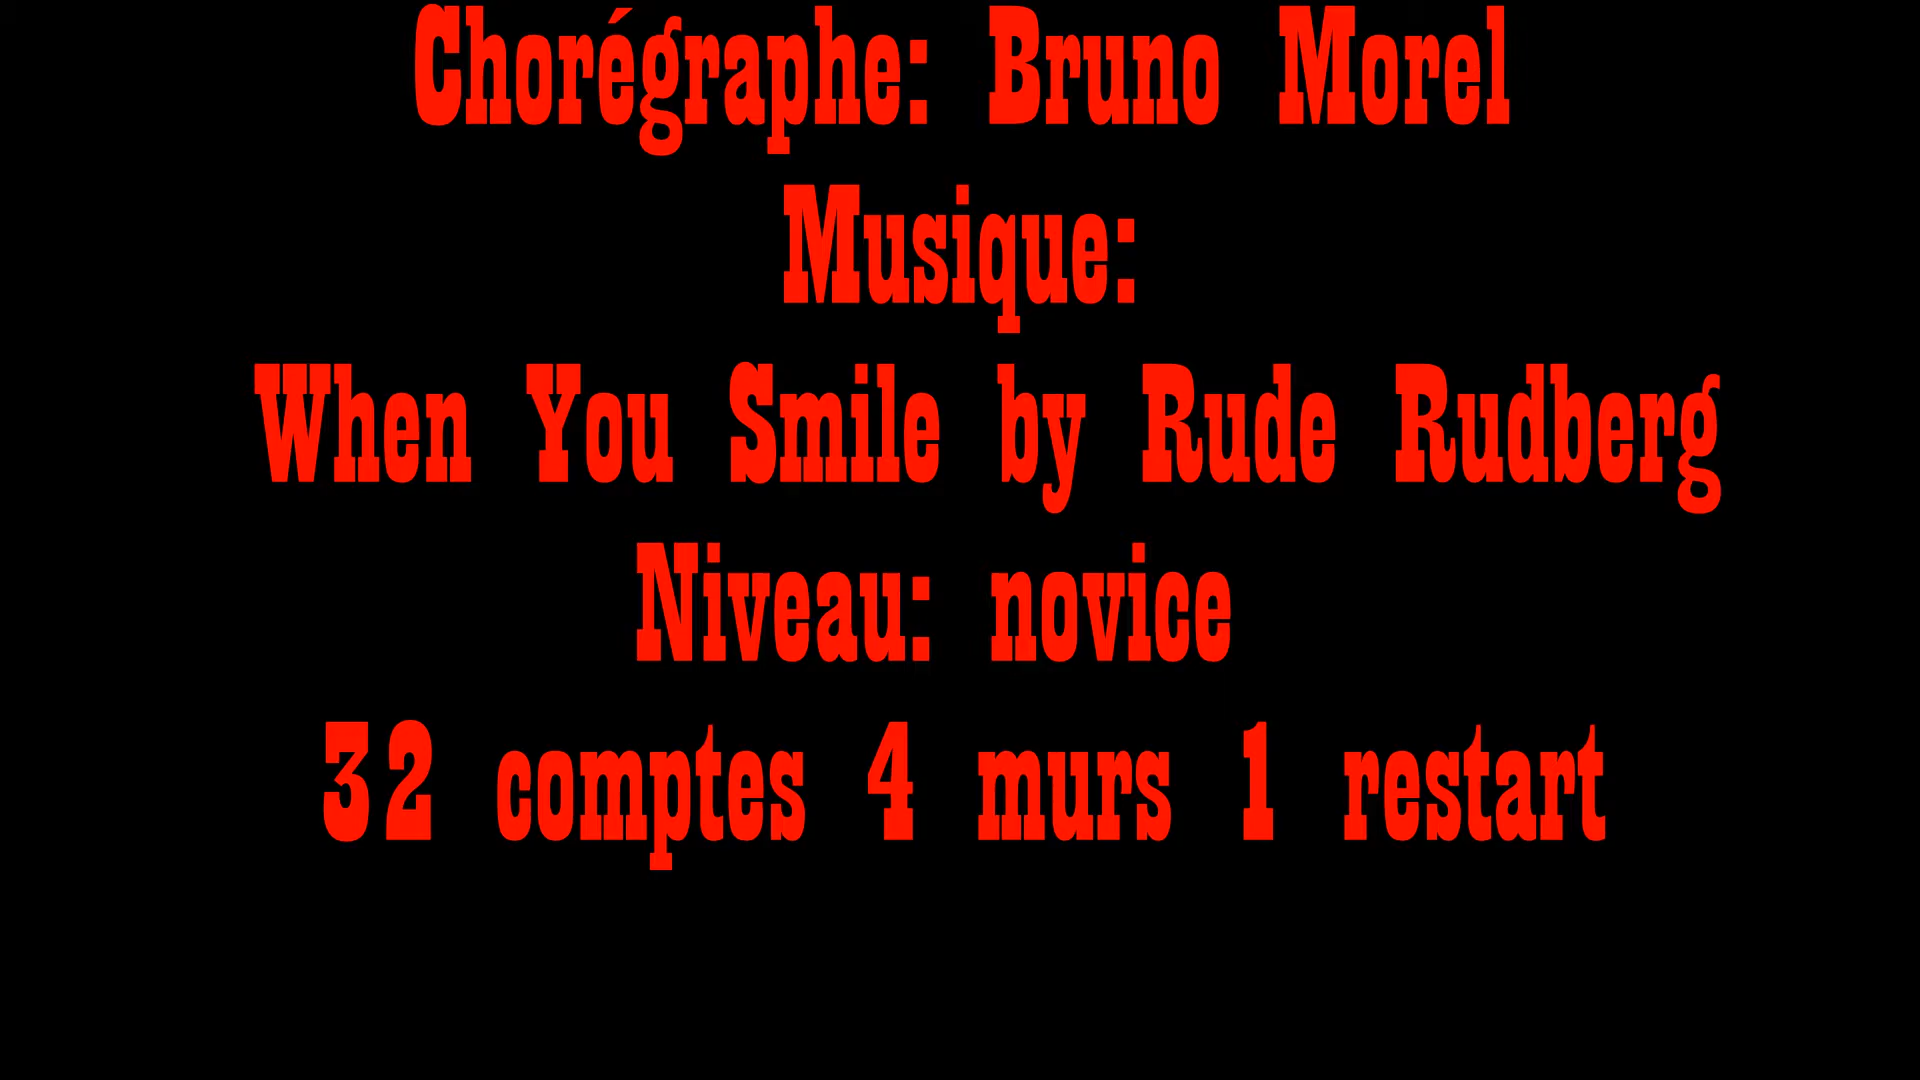 Chorégraphe: Bruno Morel
Musique:
When You Smile by Rude Rudberg
Niveau: novice
32 comptes 4 murs 1 restart